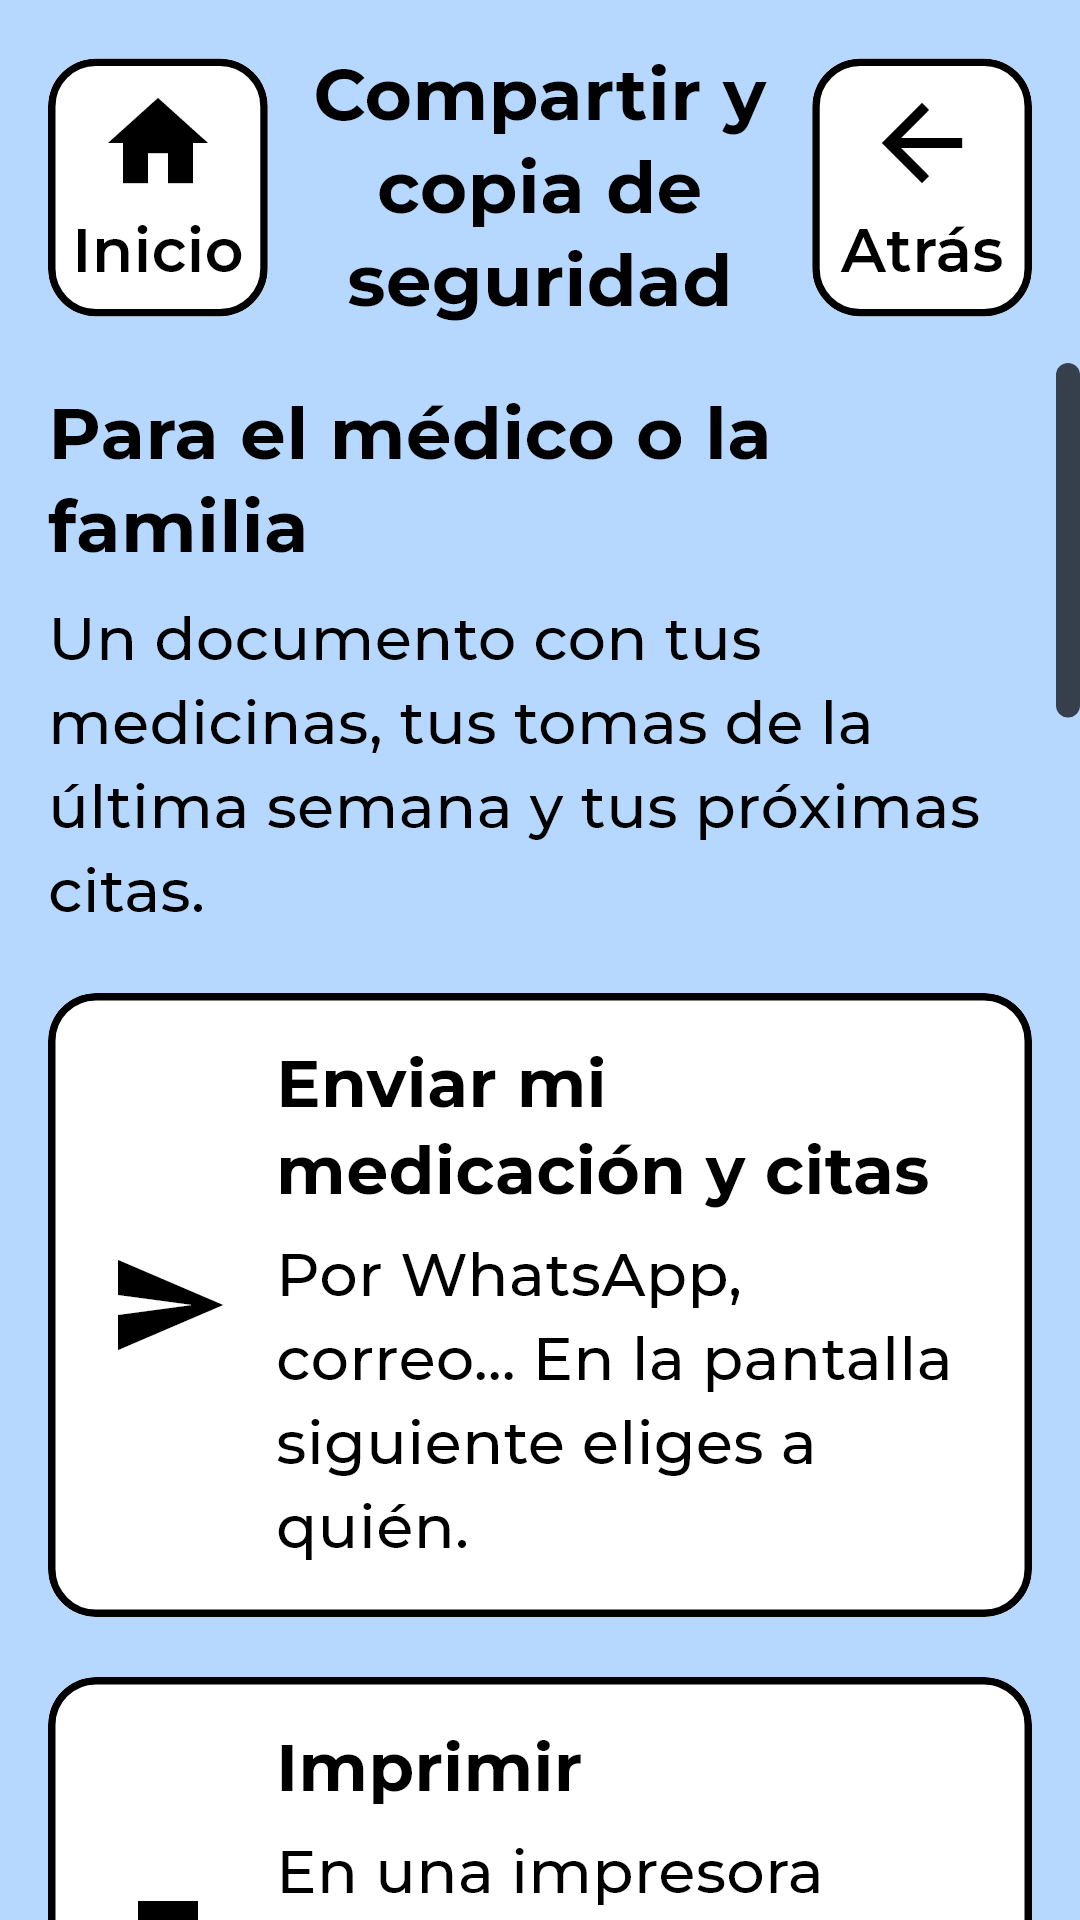 Inicio
Compartir y
copia de
seguridad
Atrás
Para el médico o la
familia
Un documento con tus
medicinas, tus tomas de la
última semana y tus próximas
citas.
Enviar mi
medicación y citas
Por WhatsApp,
correo... En la pantalla
siguiente eliges a
quién.
Imprimir
En una impresora